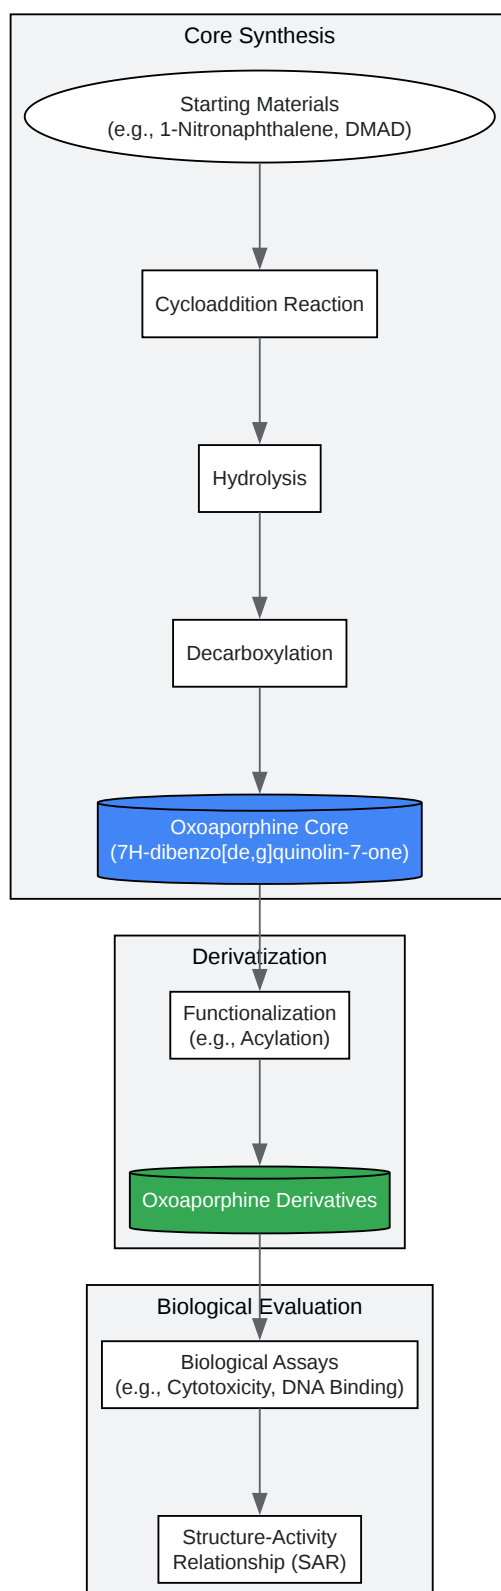 Core Synthesis
Starting Materials
(e.g., 1-Nitronaphthalene, DMAD)
Cycloaddition Reaction
Hydrolysis
Decarboxylation
Oxoaporphine Core
(7H-dibenzo[de,g]quinolin-7-one)
Derivatization
Functionalization
(e.g., Acylation)
Oxoaporphine Derivatives
Biological Evaluation
Biological Assays
(e.g., Cytotoxicity, DNA Binding)
Structure-Activity
Relationship (SAR)